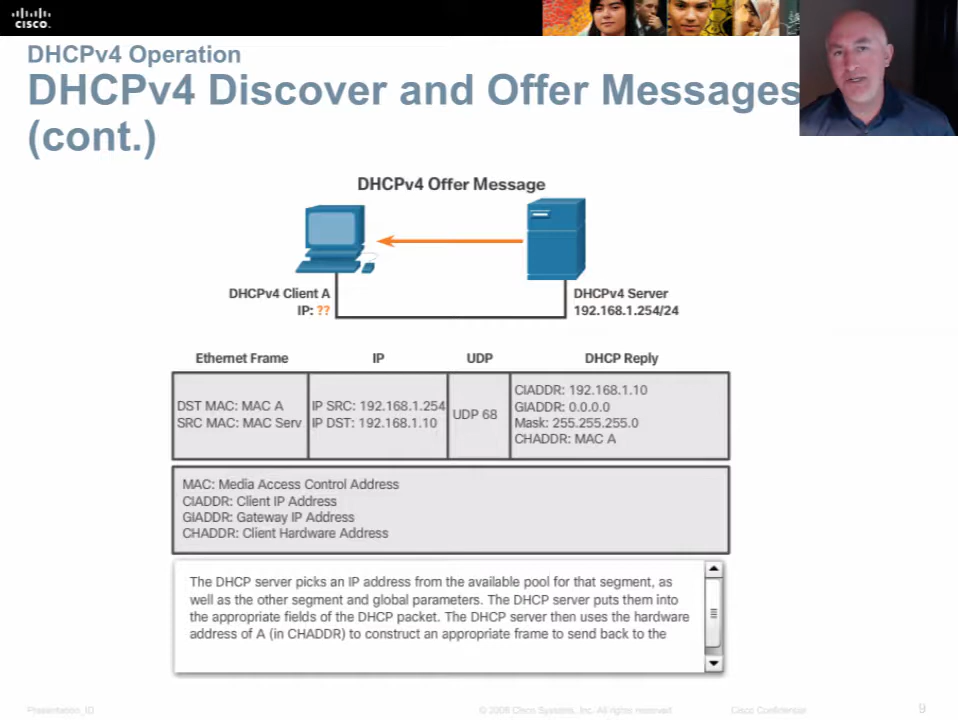 CISCO
DHCPv4 Operation
DHCPv4 Discover and Offer Messages
(cont.)
DHCPv4 Offer Message
DHCPv4 Client A
IP: ??
DHCPv4 Server
192.168.1.254/24
Ethernet Frame IP UDP DHCP Reply
DST MAC: MAC A
SRC MAC: MAC Serv
IP SRC: 192.168.1.254
IP DST: 192.168.1.10
UDP 68
CIADDR: 192.168.1.10
GIADDR: 0.0.0.0
Mask: 255.255.255.0
CHADDR: MAC A
MAC: Media Access Control Address
CIADDR: Client IP Address
GIADDR: Gateway IP Address
CHADDR: Client Hardware Address
The DHCP server picks an IP address from the available pool for that segment, as
well as the other segment and global parameters. The DHCP server puts them into
the appropriate fields of the DHCP packet. The DHCP server then uses the hardware
address of A (in CHADDR) to construct an appropriate frame to send back to the
Presentation_ID © 2008 Cisco Systems, Inc. All rights reserved. Cisco Confidential 9